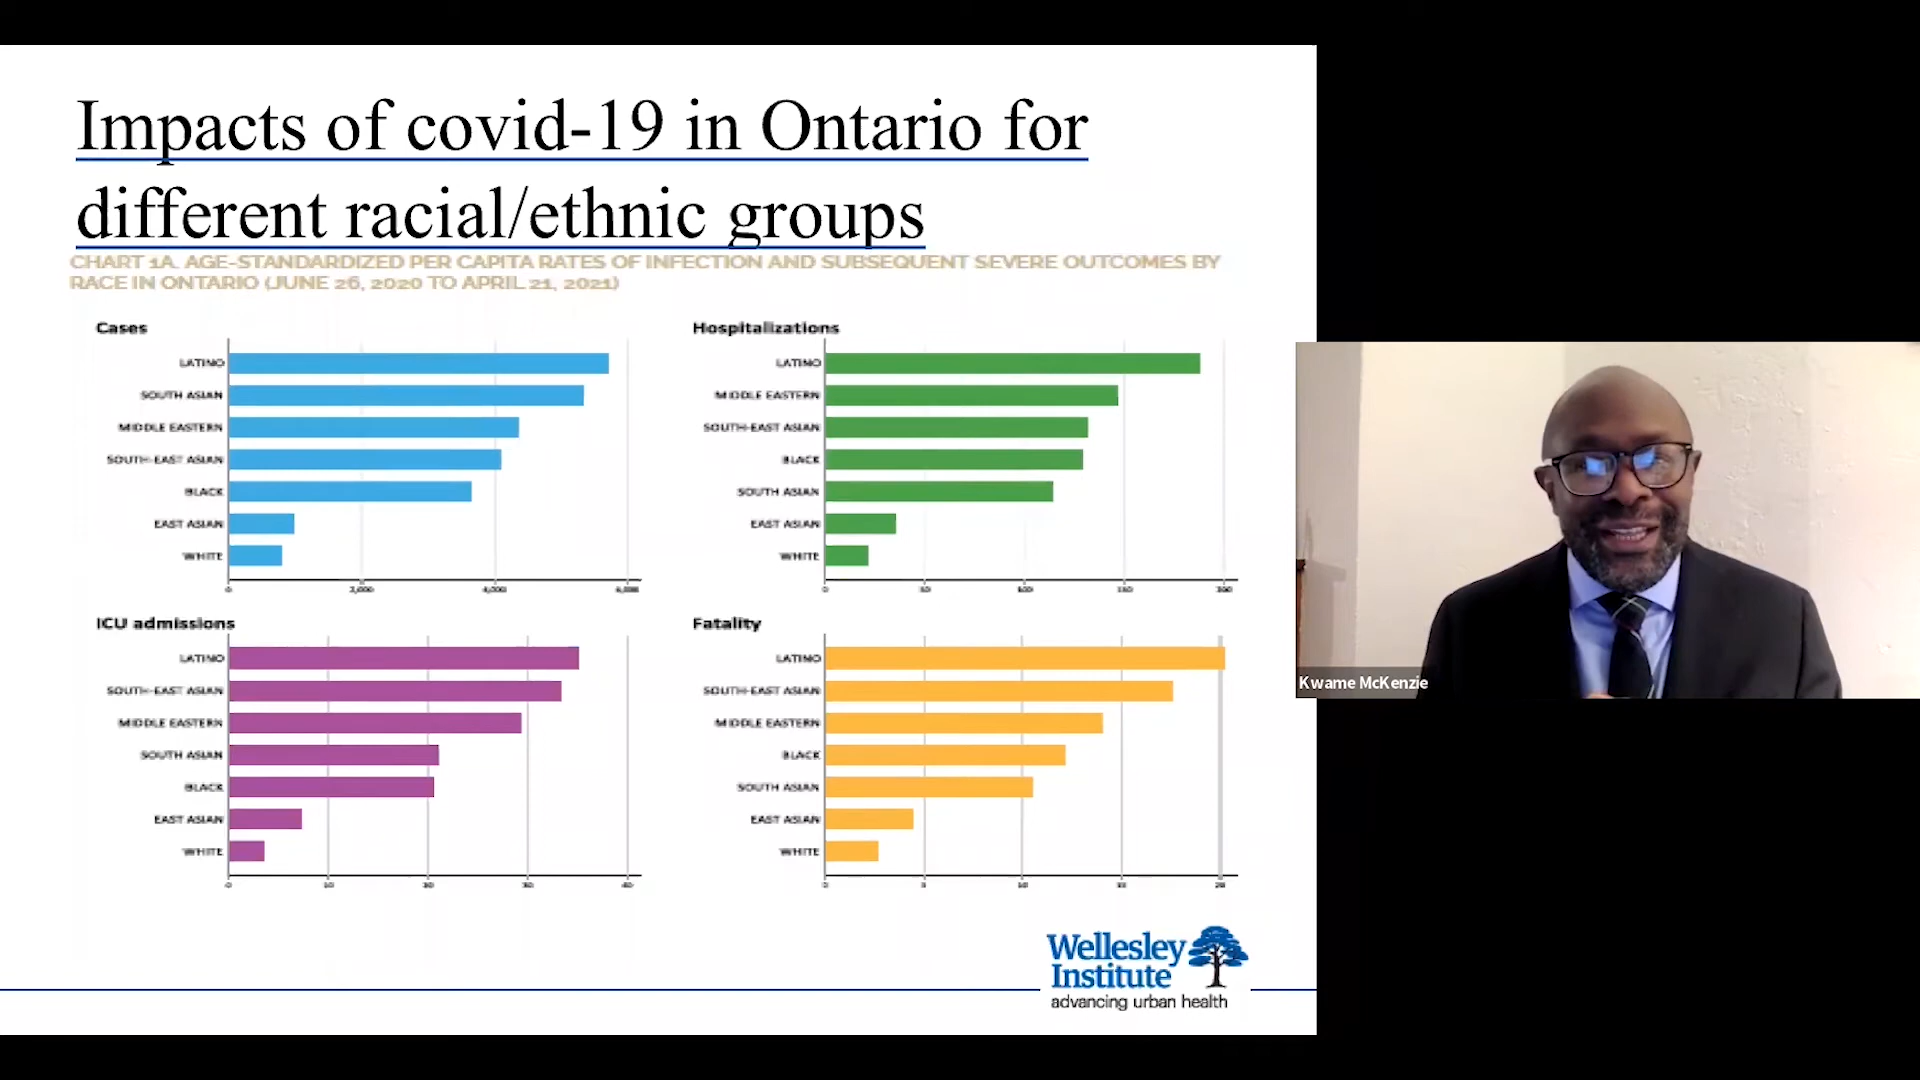 Impacts of covid-19 in Ontario for
different racial/ethnic groups
CHART 1A. AGE-STANDARDIZED PER CAPITA RATES OF INFECTION AND SUBSEQUENT SEVERE OUTCOMES BY
RACE IN ONTARIO (JUNE 26, 2020 TO APRIL 21, 2021)
Cases
LATINO
SOUTH ASIAN
MIDDLE EASTERN
SOUTH-EAST ASIAN
BLACK
EAST ASIAN
WHITE
0 2,000 4,000 6,000
Hospitalizations
LATINO
MIDDLE EASTERN
SOUTH-EAST ASIAN
BLACK
SOUTH ASIAN
EAST ASIAN
WHITE
0 50 100 150 200
ICU admissions
LATINO
SOUTH-EAST ASIAN
MIDDLE EASTERN
SOUTH ASIAN
BLACK
EAST ASIAN
WHITE
0 10 20 30 40
Fatality
LATINO
SOUTH-EAST ASIAN
MIDDLE EASTERN
BLACK
SOUTH ASIAN
EAST ASIAN
WHITE
0 5 10 15 20
Wellesley
Institute
advancing urban health
Kwame McKenzie